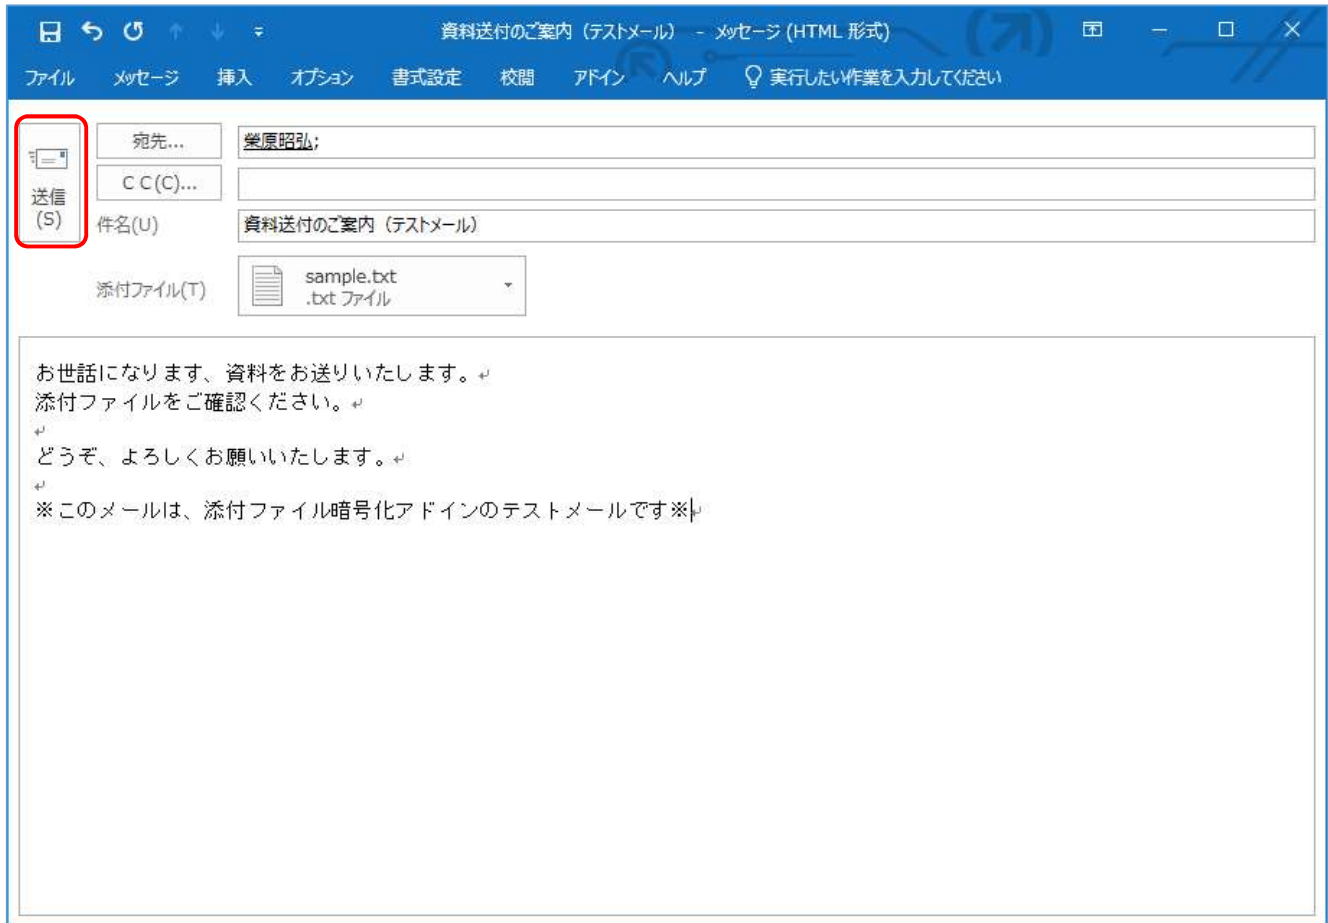 資料送付のご案内（テストメール） - メッセージ (HTML 形式)
ファイル メッセージ 挿入 オプション 書式設定 校閲 アドイン ヘルプ 実行したい作業を入力してください
送信
(S)
宛先... 榮原昭弘;
C C(C)...
件名(U) 資料送付のご案内（テストメール）
添付ファイル(T)
sample.txt
.txt ファイル
お世話になります、資料をお送りいたします。↵
添付ファイルをご確認ください。↵
↵
どうぞ、よろしくお願いいたします。↵
↵
※このメールは、添付ファイル暗号化アドインのテストメールです※↵